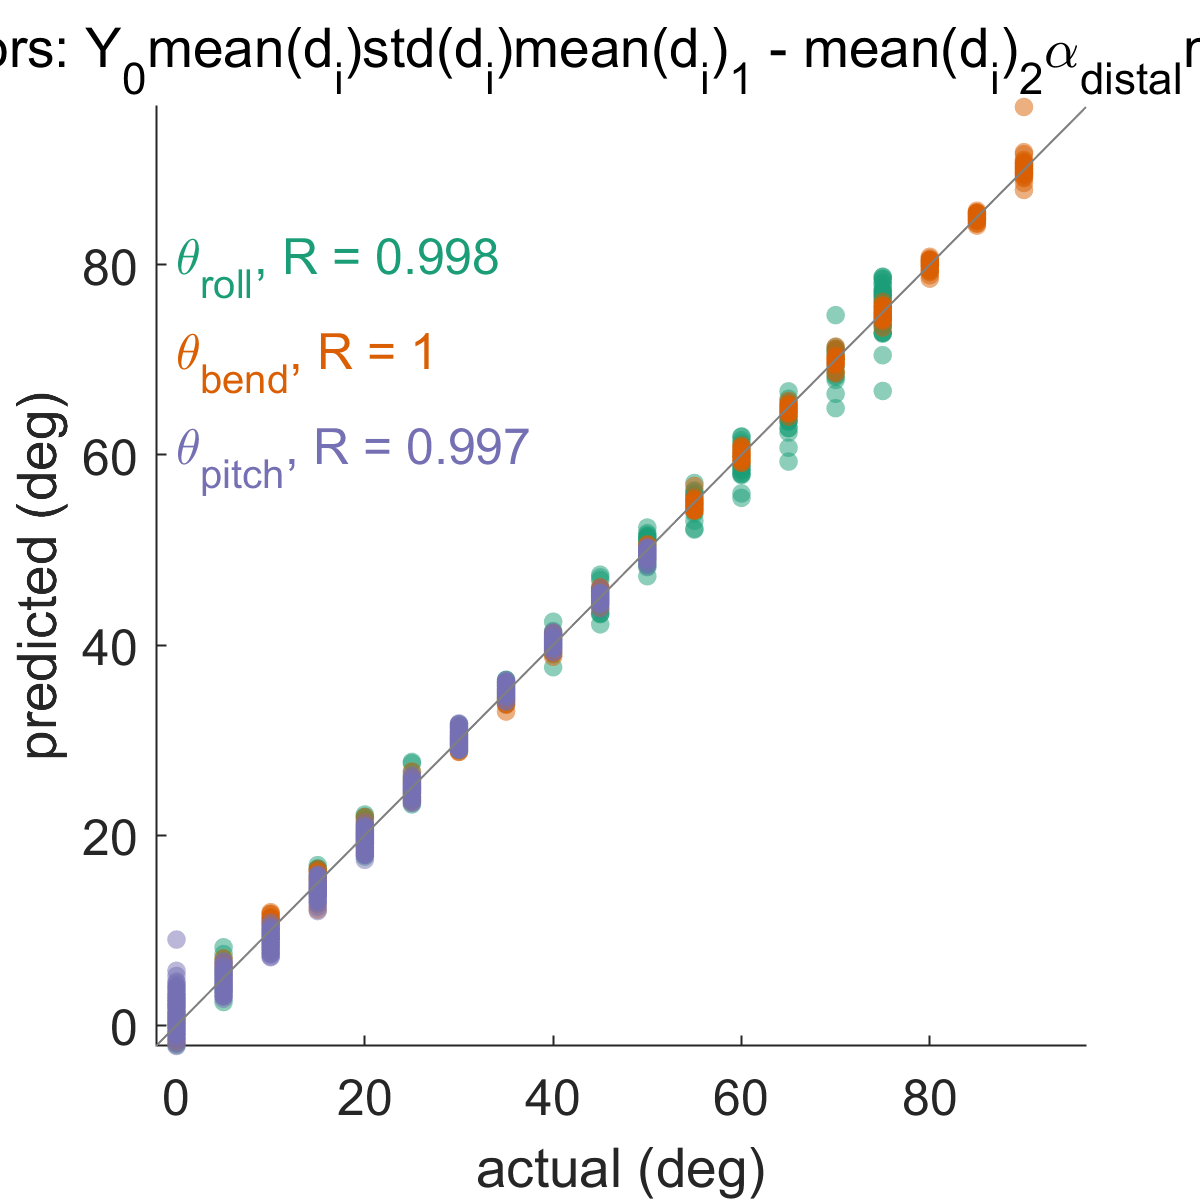 ors: Y₀mean(dᵢ)std(dᵢ)mean(dᵢ)₁ - mean(dᵢ)₂α_distal
θ_roll, R = 0.998
θ_bend, R = 1
θ_pitch, R = 0.997
80
60
40
20
0
predicted (deg)
0 20 40 60 80
actual (deg)